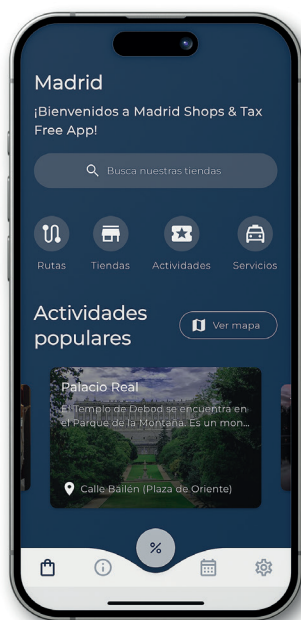 Madrid
¡Bienvenidos a Madrid Shops & Tax
Free App!
Busca nuestras tiendas
Rutas
Tiendas
Actividades
Servicios
Actividades
populares
Ver mapa
Palacio Real
El Templo de Debod se encuentra en
el Parque de la Montaña. Es un mon...
Calle Bailén (Plaza de Oriente)
%